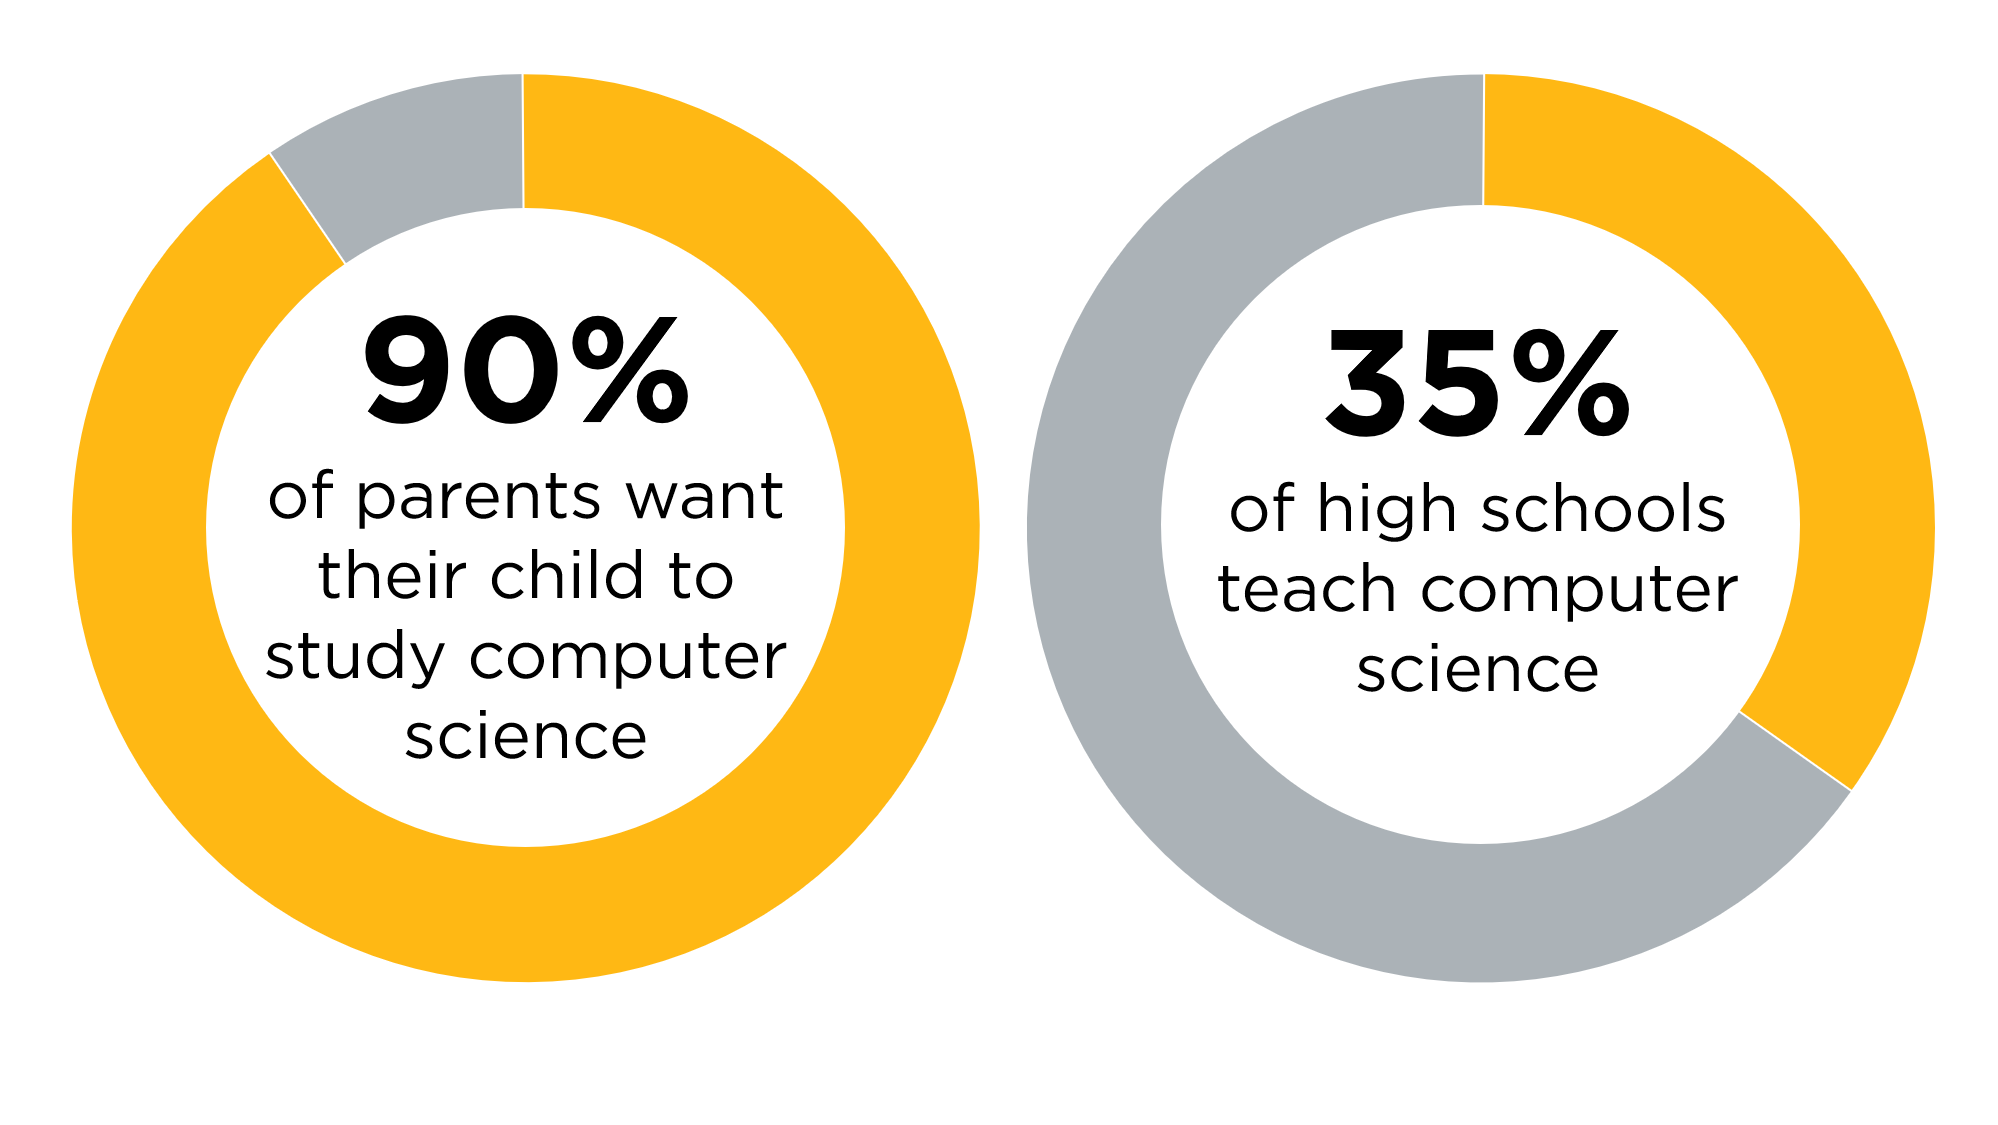 90%
of parents want
their child to
study computer
science
35%
of high schools
teach computer
science